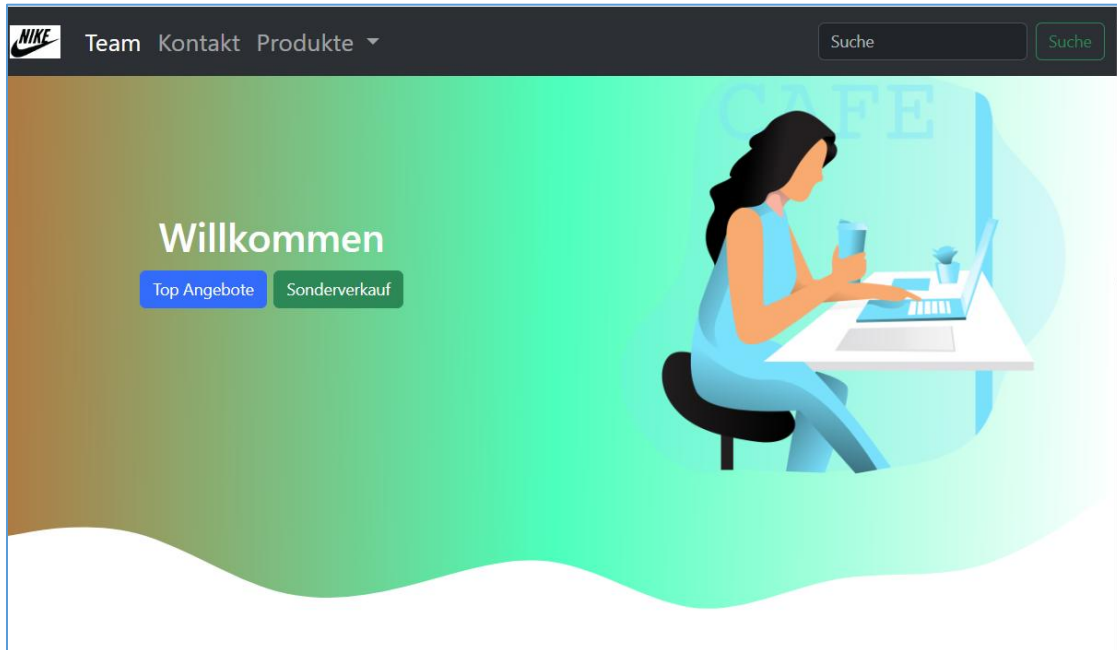 NIKE
Team Kontakt Produkte
Suche Suche
CAFE
Willkommen
Top Angebote Sonderverkauf